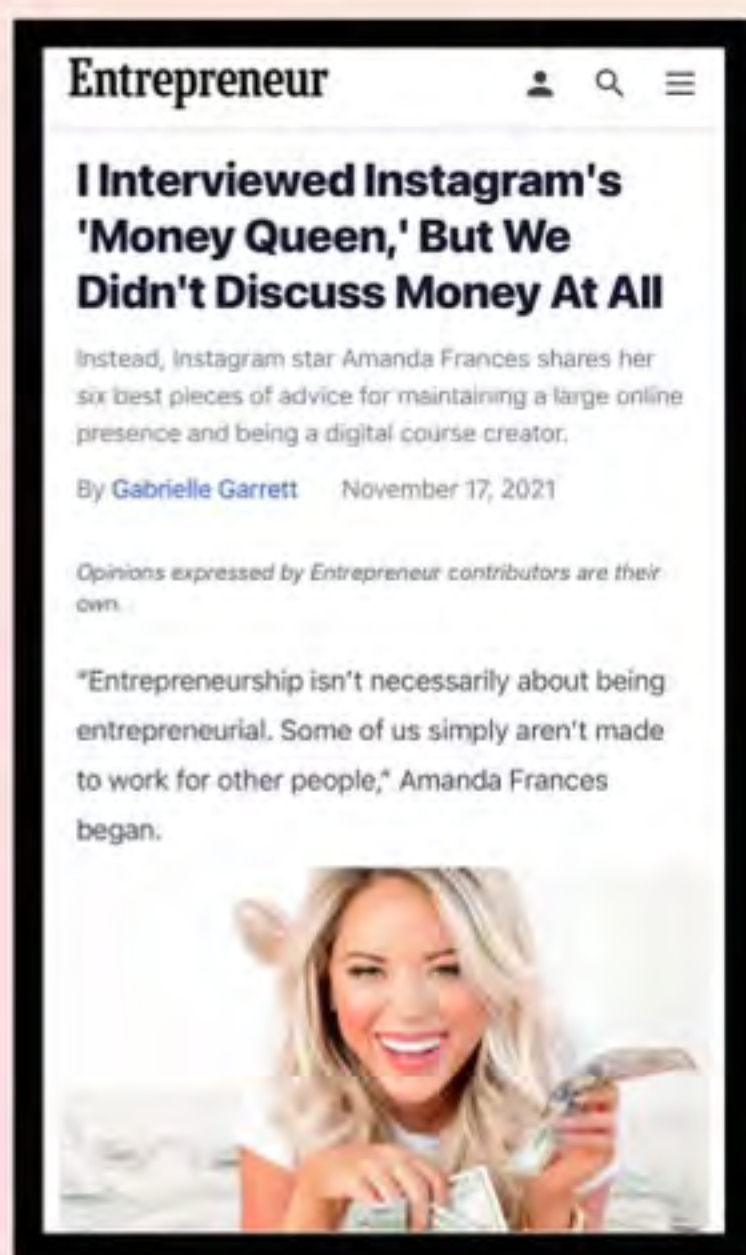 Entrepreneur
I Interviewed Instagram's
'Money Queen,' But We
Didn't Discuss Money At All
Instead, Instagram star Amanda Frances shares her
six best pieces of advice for maintaining a large online
presence and being a digital course creator.
By Gabrielle Garrett November 17, 2021
Opinions expressed by Entrepreneur contributors are their
own.
"Entrepreneurship isn't necessarily about being
entrepreneurial. Some of us simply aren't made
to work for other people," Amanda Frances
began.